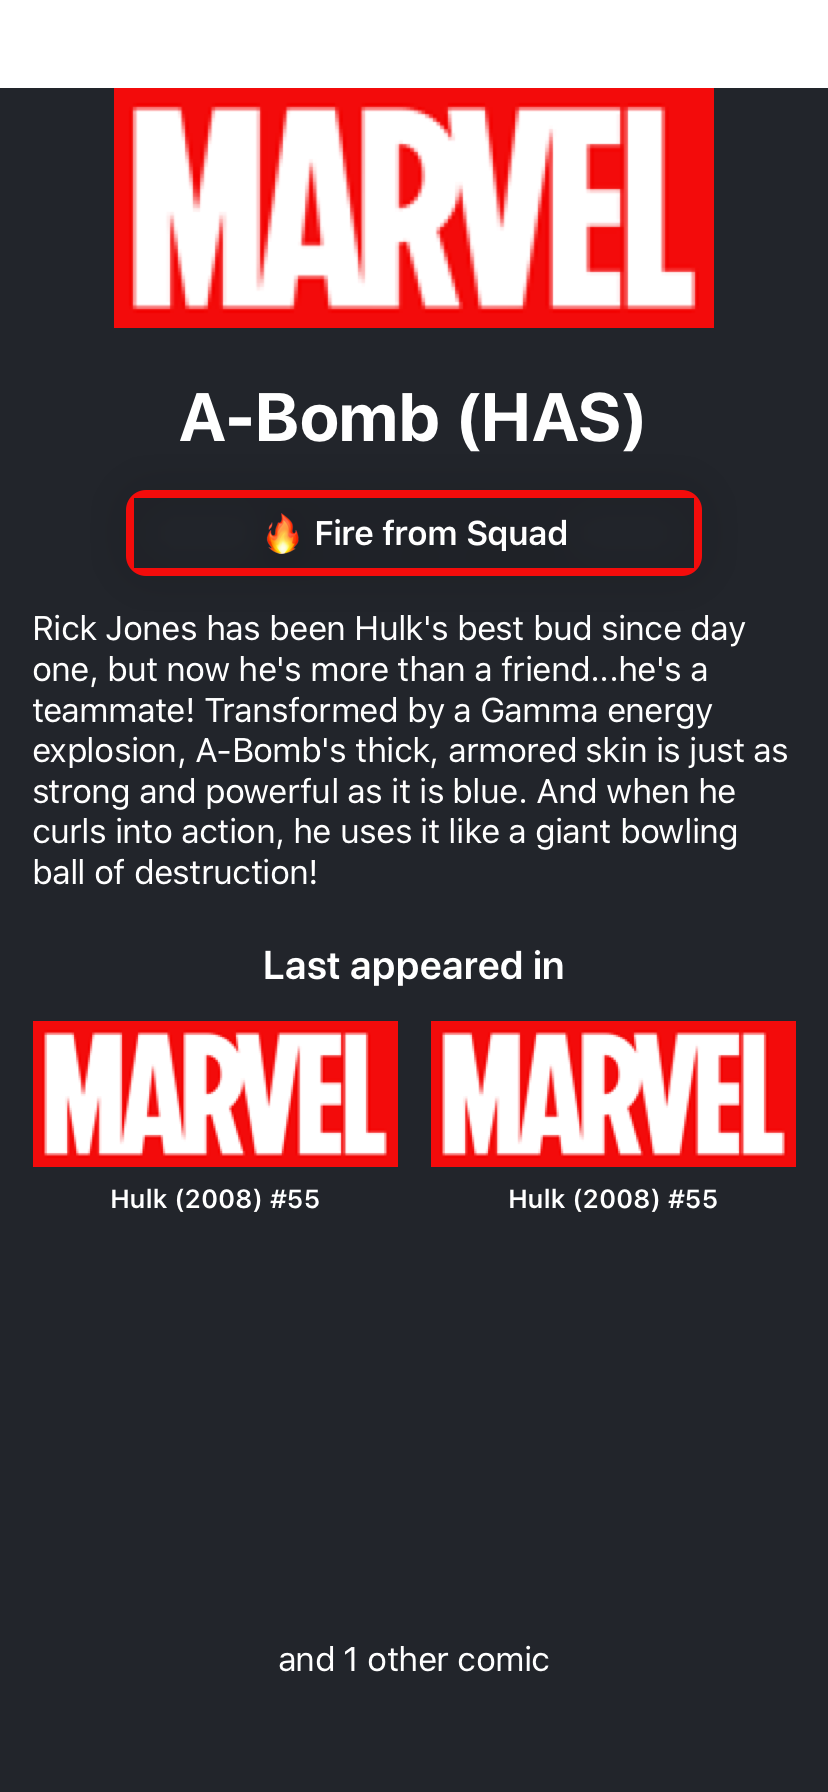 MARVEL
A-Bomb (HAS)
🔥 Fire from Squad
Rick Jones has been Hulk's best bud since day
one, but now he's more than a friend...he's a
teammate! Transformed by a Gamma energy
explosion, A-Bomb's thick, armored skin is just as
strong and powerful as it is blue. And when he
curls into action, he uses it like a giant bowling
ball of destruction!
Last appeared in
MARVEL MARVEL
Hulk (2008) #55 Hulk (2008) #55
and 1 other comic